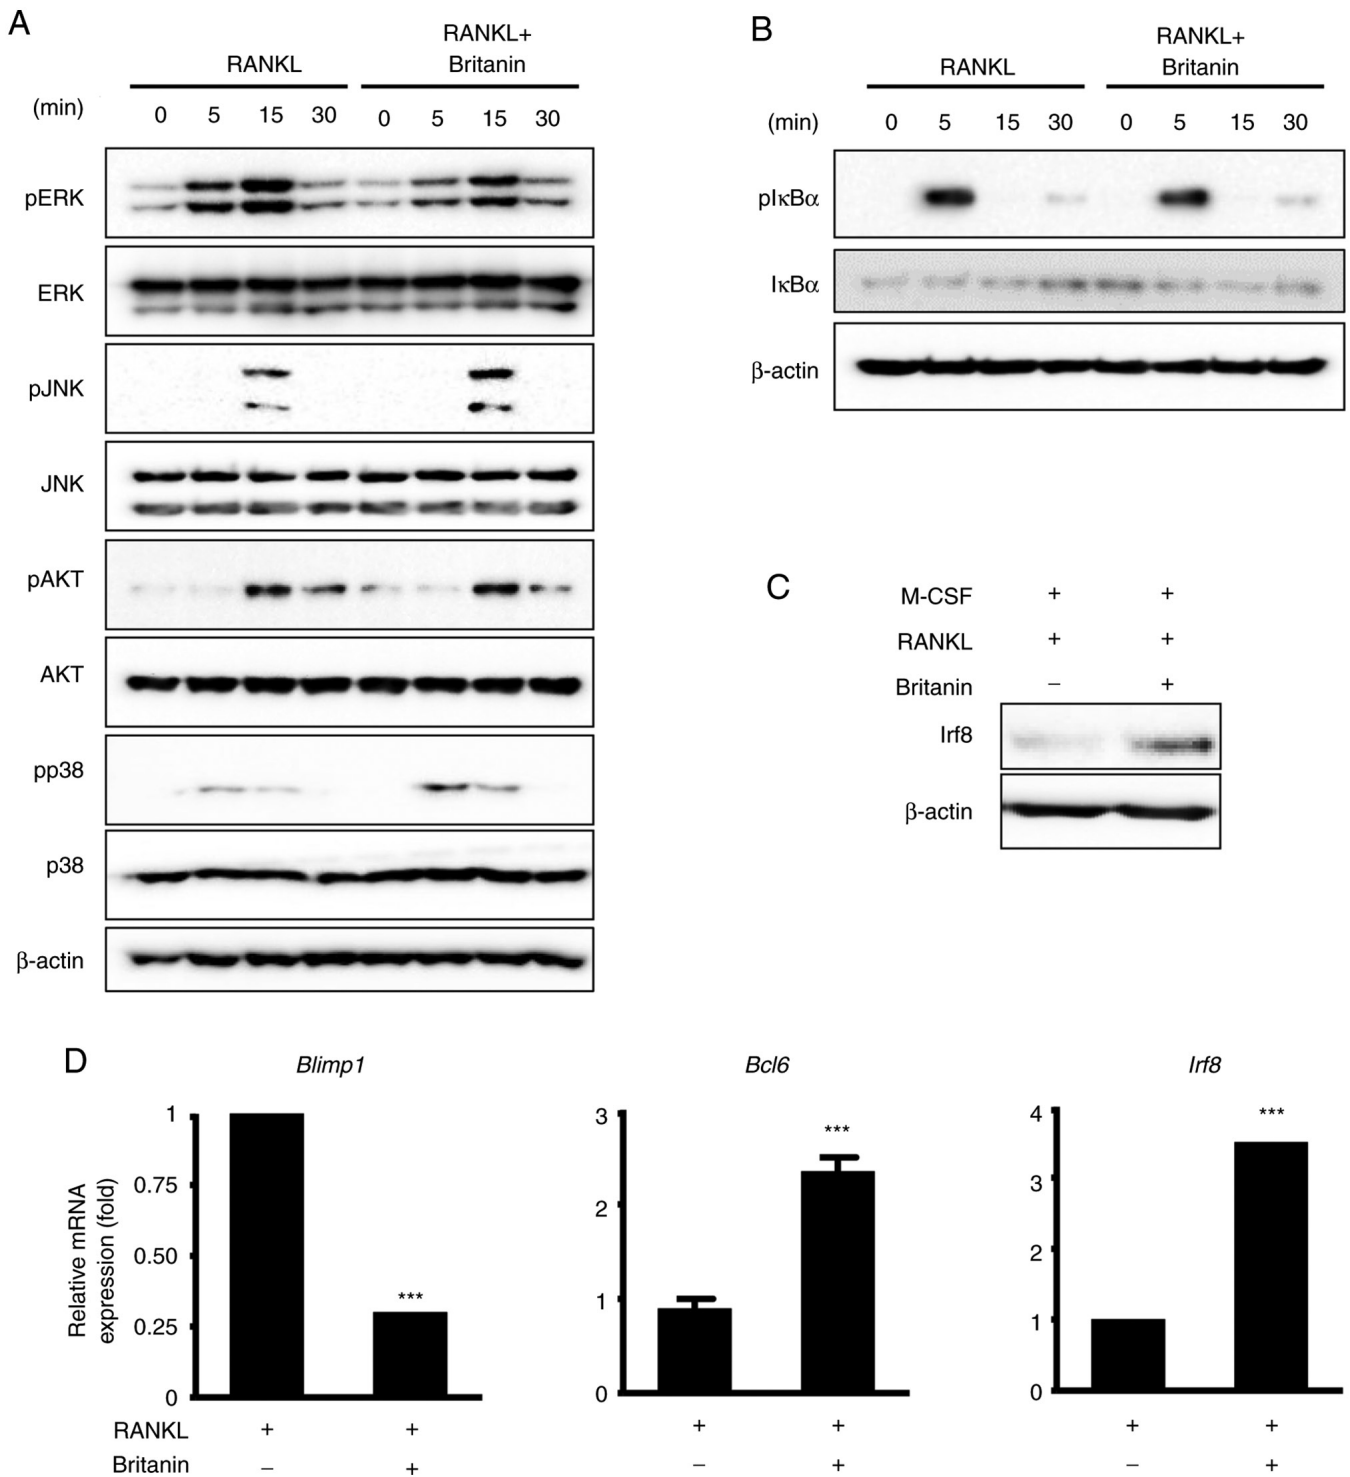 A
RANKL
RANKL+
Britanin
(min) 0 5 15 30 0 5 15 30
pERK
ERK
pJNK
JNK
pAKT
AKT
pp38
p38
β-actin
B
RANKL
RANKL+
Britanin
(min) 0 5 15 30 0 5 15 30
pIκBα
IκBα
β-actin
C
M-CSF + +
RANKL + +
Britanin − +
Irf8
β-actin
D
Blimp1
Relative mRNA
expression (fold)
1
0.75
0.50
0.25
0
***
RANKL + +
Britanin − +
Bcl6
3
2
1
0
***
+ +
− +
Irf8
4
3
2
1
0
***
+ +
− +